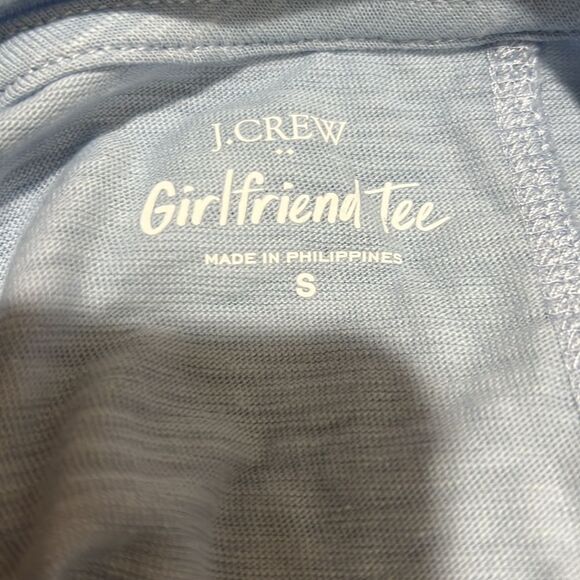 J.CREW
Girlfriend Tee
MADE IN PHILIPPINES
S